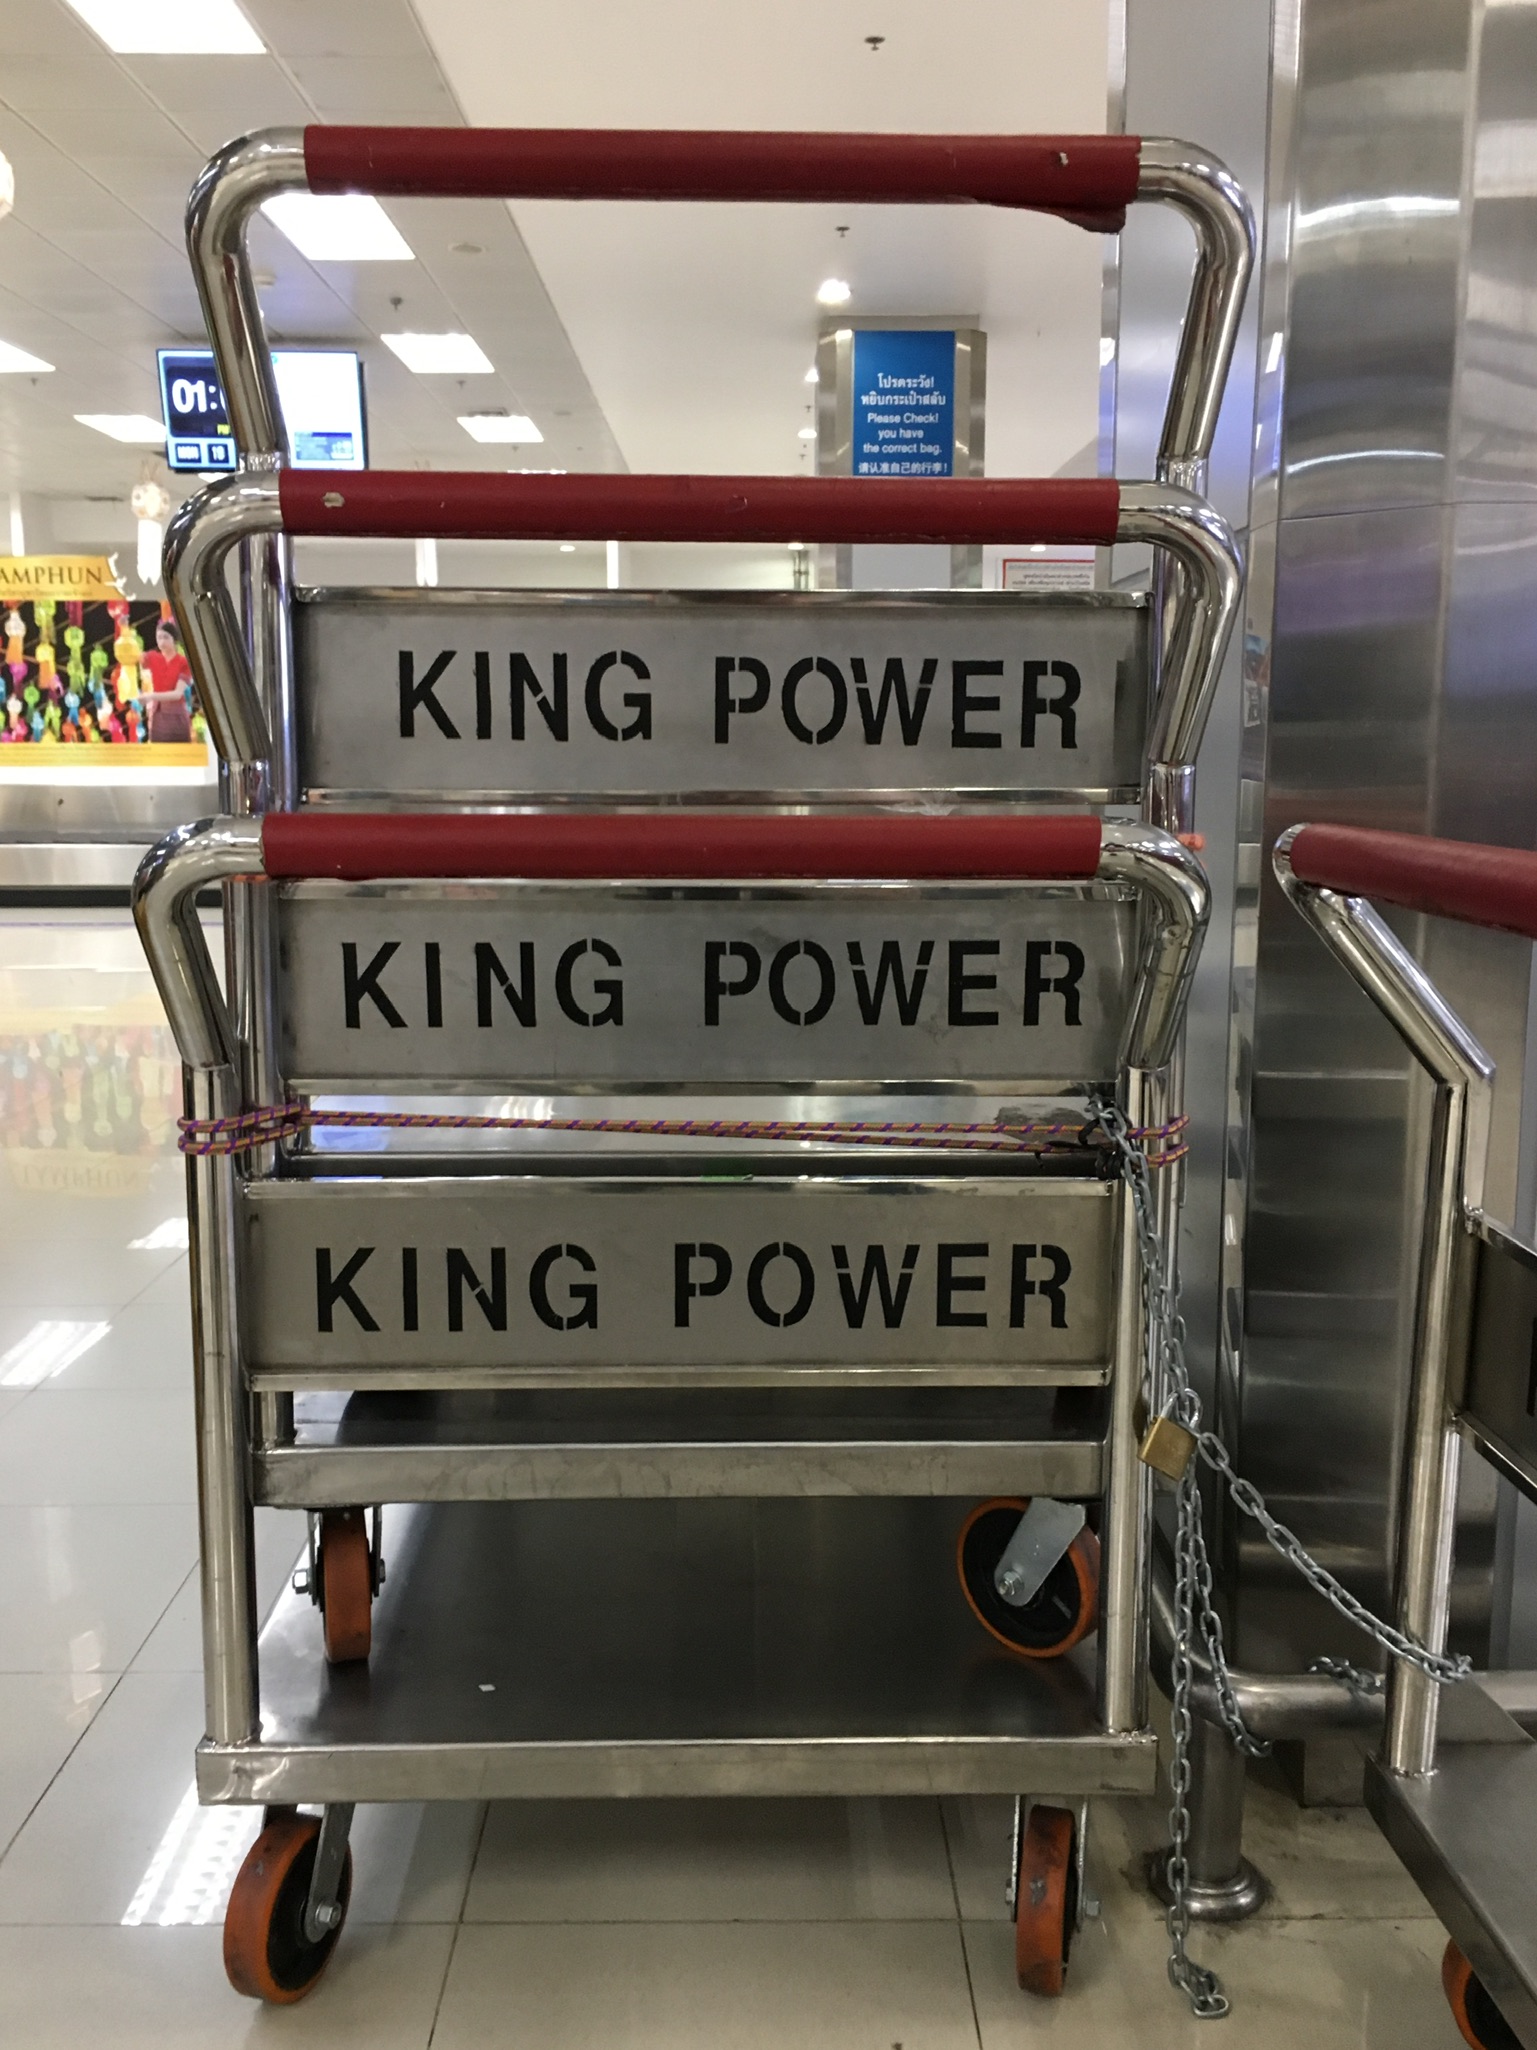 01:
MON 19
โปรดระวัง!
หยิบกระเป๋าสลับ
Please Check!
you have
the correct bag.
请认准自己的行李!
AMPHUN
KING POWER
KING POWER
KING POWER